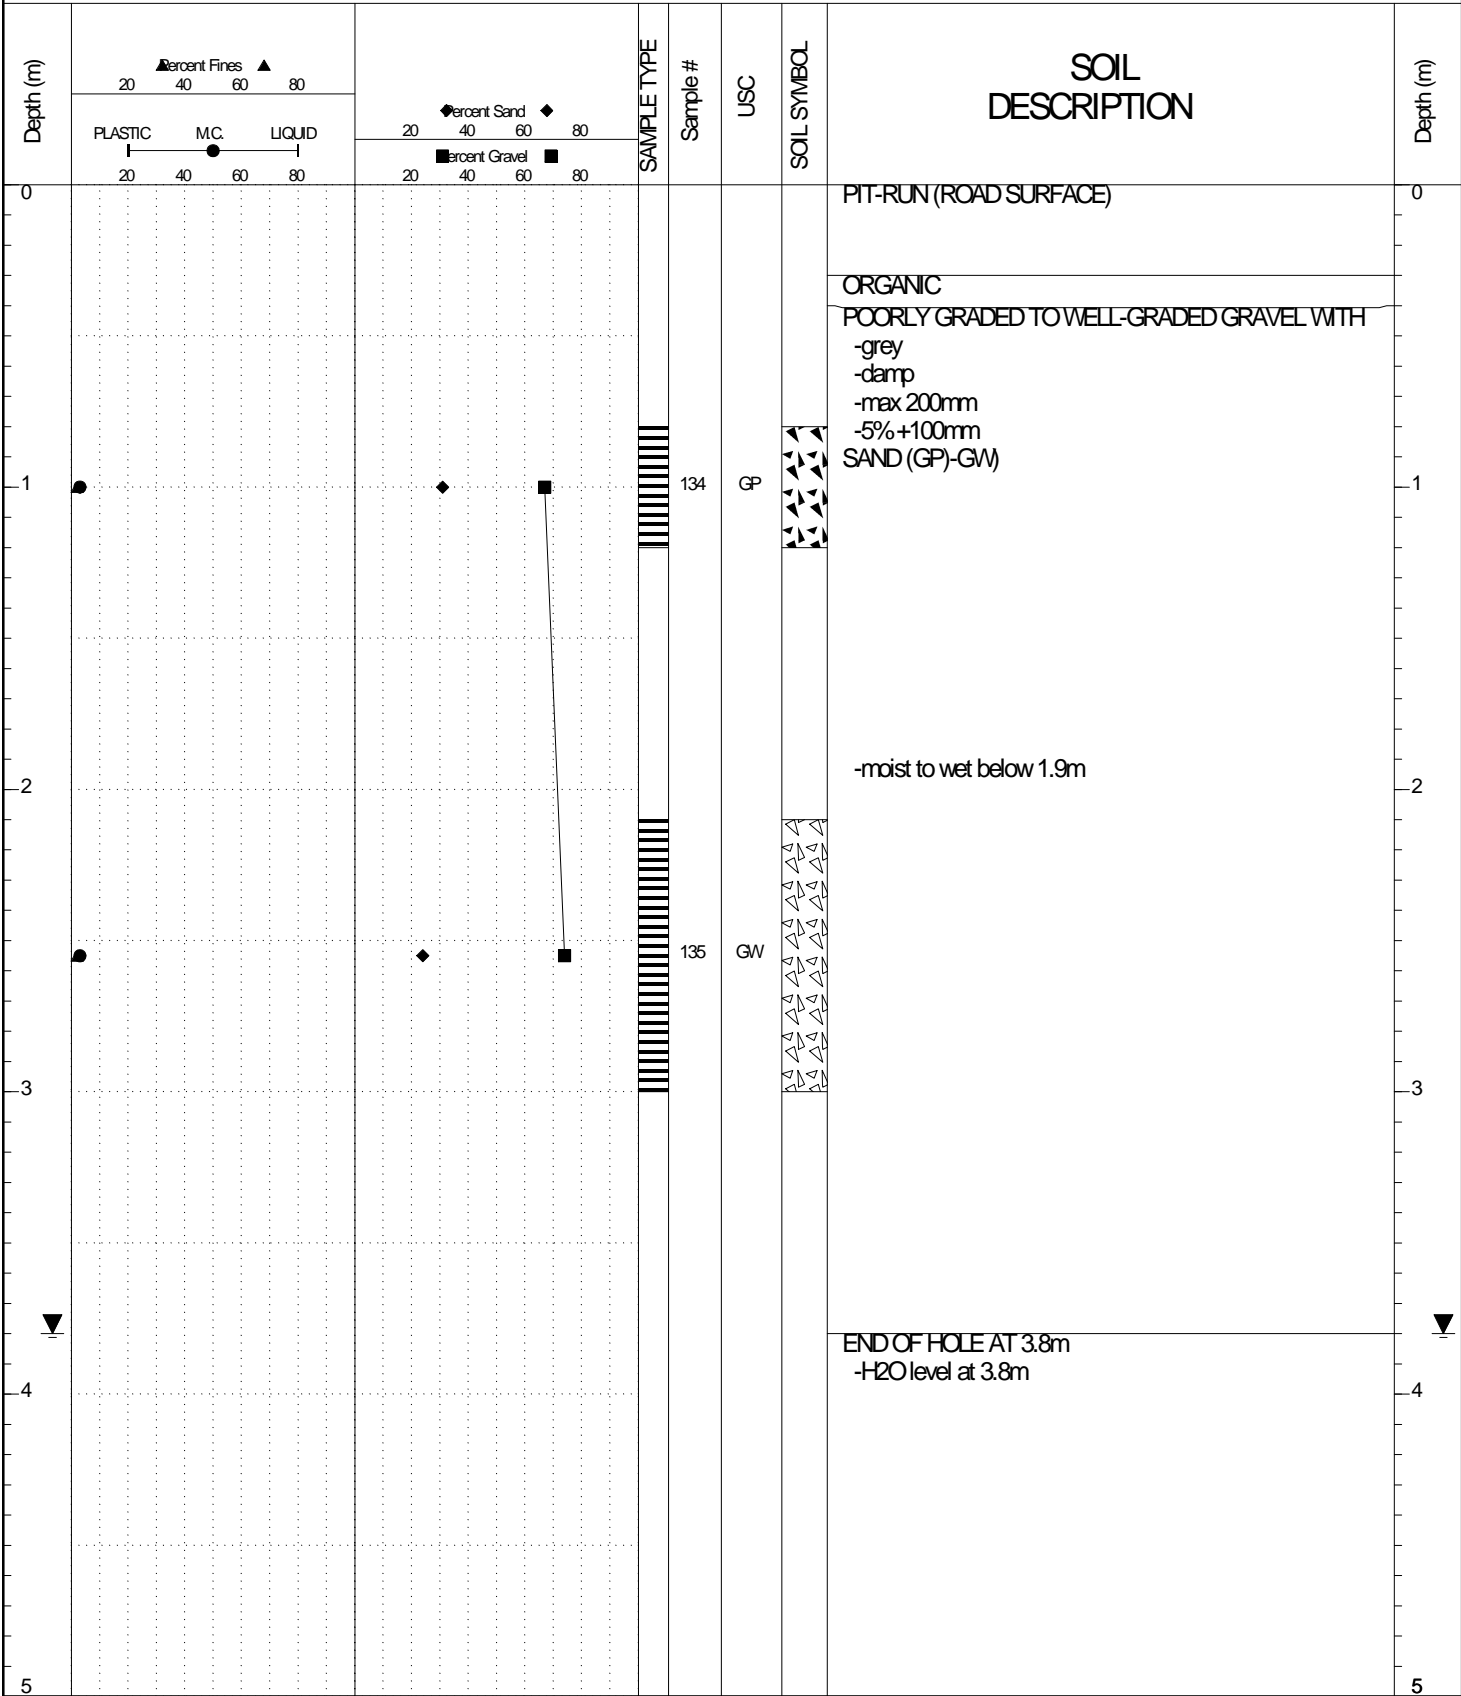 Depth (m)
Percent Fines
20 40 60 80
PLASTIC M.C. LIQUID
20 40 60 80
Percent Sand
20 40 60 80
Percent Gravel
20 40 60 80
SAMPLE TYPE
Sample #
USC
SOIL SYMBOL
SOIL
DESCRIPTION
Depth (m)
0 PIT-RUN (ROAD SURFACE) 0
ORGANIC
POORLY GRADED TO WELL-GRADED GRAVEL WITH
-grey
-damp
-max 200mm
-5% +100mm
SAND (GP)-GW)
1 134 GP 1
-moist to wet below 1.9m
2 2
135 GW
3 3
END OF HOLE AT 3.8m
-H2O level at 3.8m
4 4
5 5